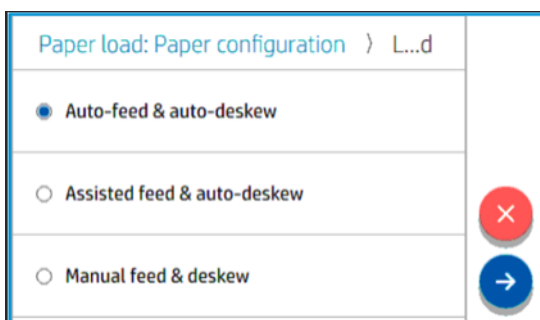 Paper load: Paper configuration 〉 L...d
Auto-feed & auto-deskew
Assisted feed & auto-deskew
Manual feed & deskew